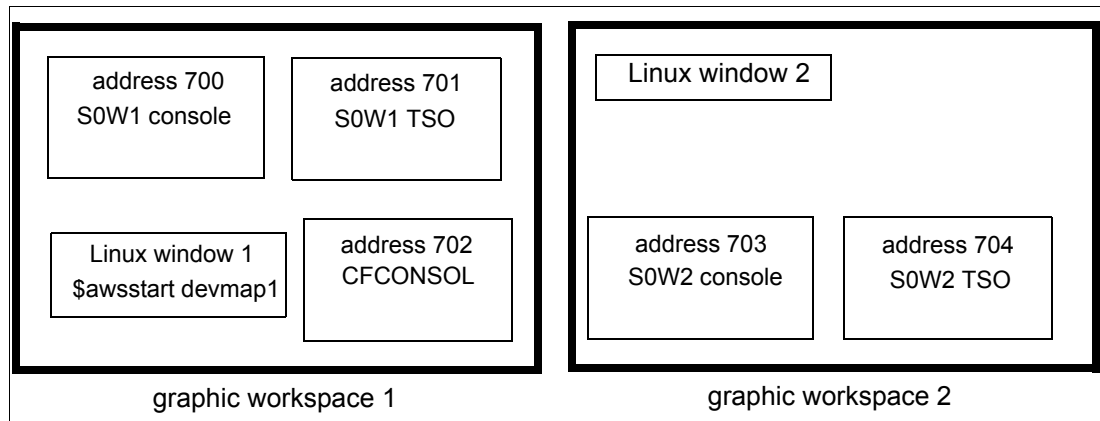 address 700
S0W1 console
address 701
S0W1 TSO
Linux window 1
$awsstart devmap1
address 702
CFCONSOL
graphic workspace 1
Linux window 2
address 703
S0W2 console
address 704
S0W2 TSO
graphic workspace 2